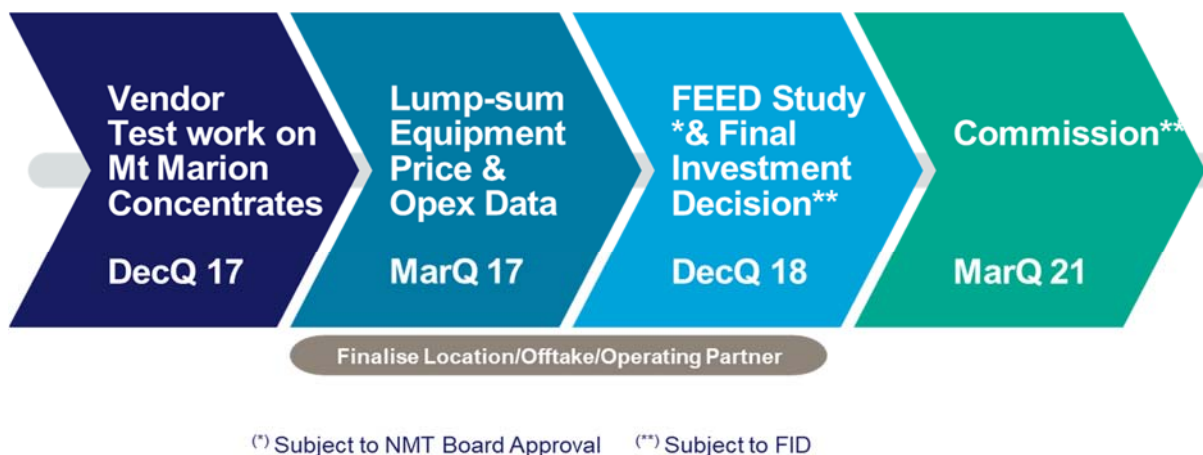 Vendor
Test work on
Mt Marion
Concentrates
DecQ 17
Lump-sum
Equipment
Price &
Opex Data
MarQ 17
FEED Study
*& Final
Investment
Decision**
DecQ 18
Commission**
MarQ 21
Finalise Location/Offtake/Operating Partner
(*) Subject to NMT Board Approval (**) Subject to FID